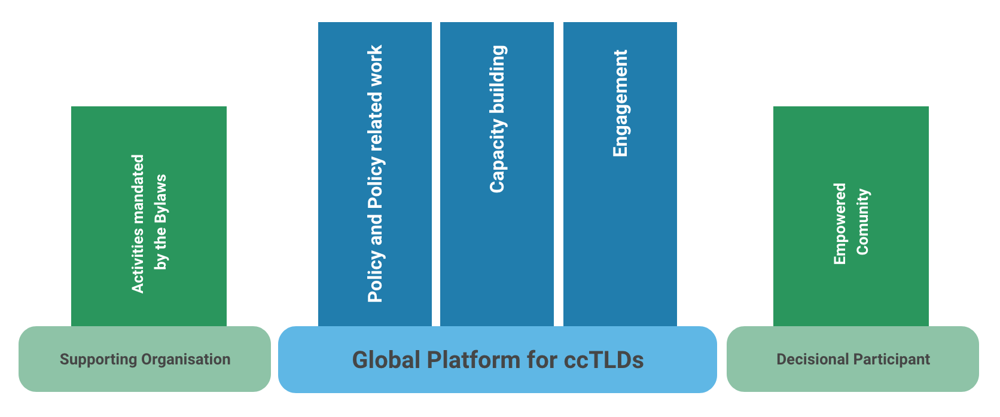 Activities mandated
by the Bylaws
Supporting Organisation
Policy and Policy related work
Capacity building
Engagement
Global Platform for ccTLDs
Empowered
Comunity
Decisional Participant